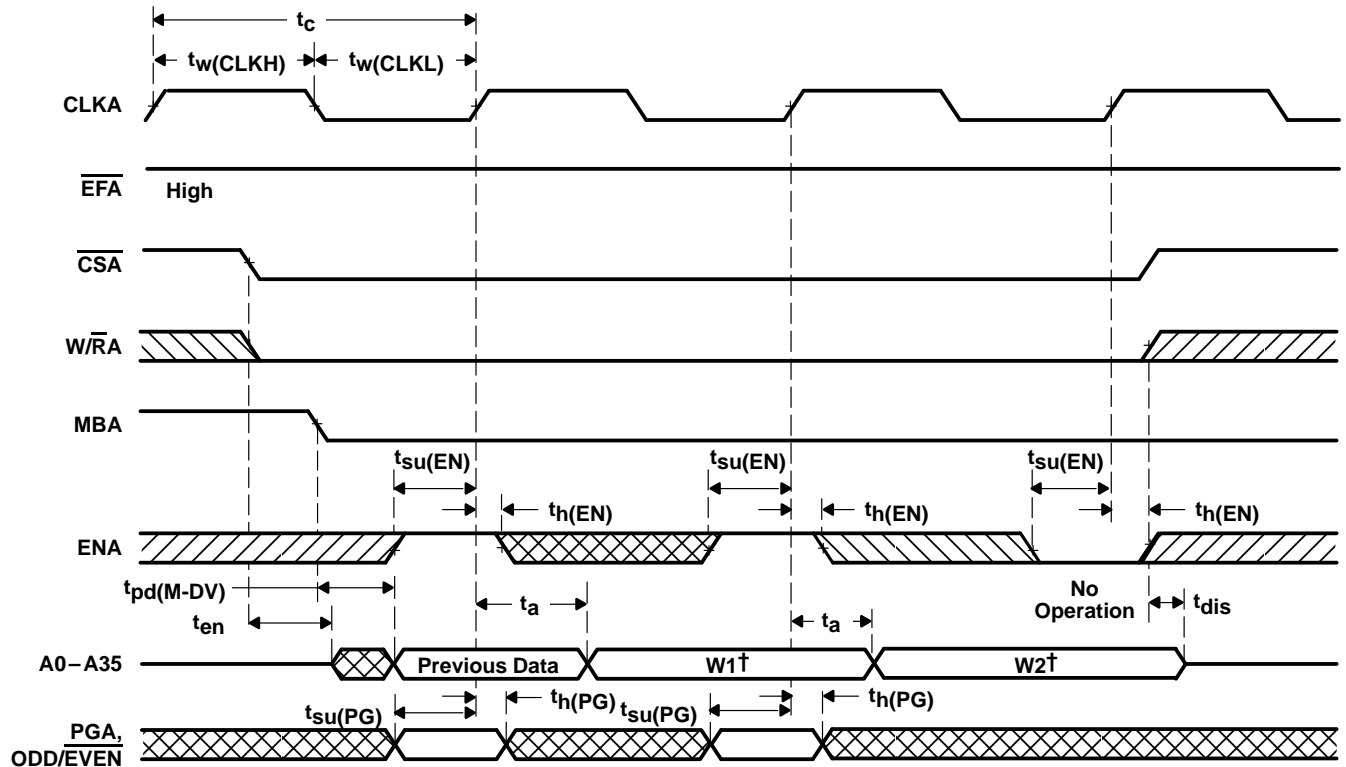 tc
tw(CLKH) tw(CLKL)
CLKA
EFA High
CSA
W/RA
MBA
tsu(EN) tsu(EN) tsu(EN)
th(EN) th(EN) th(EN)
ENA
tpd(M-DV) ta No Operation tdis
ten ta
A0–A35 Previous Data W1† W2†
tsu(PG) th(PG) tsu(PG) th(PG)
PGA,
ODD/EVEN